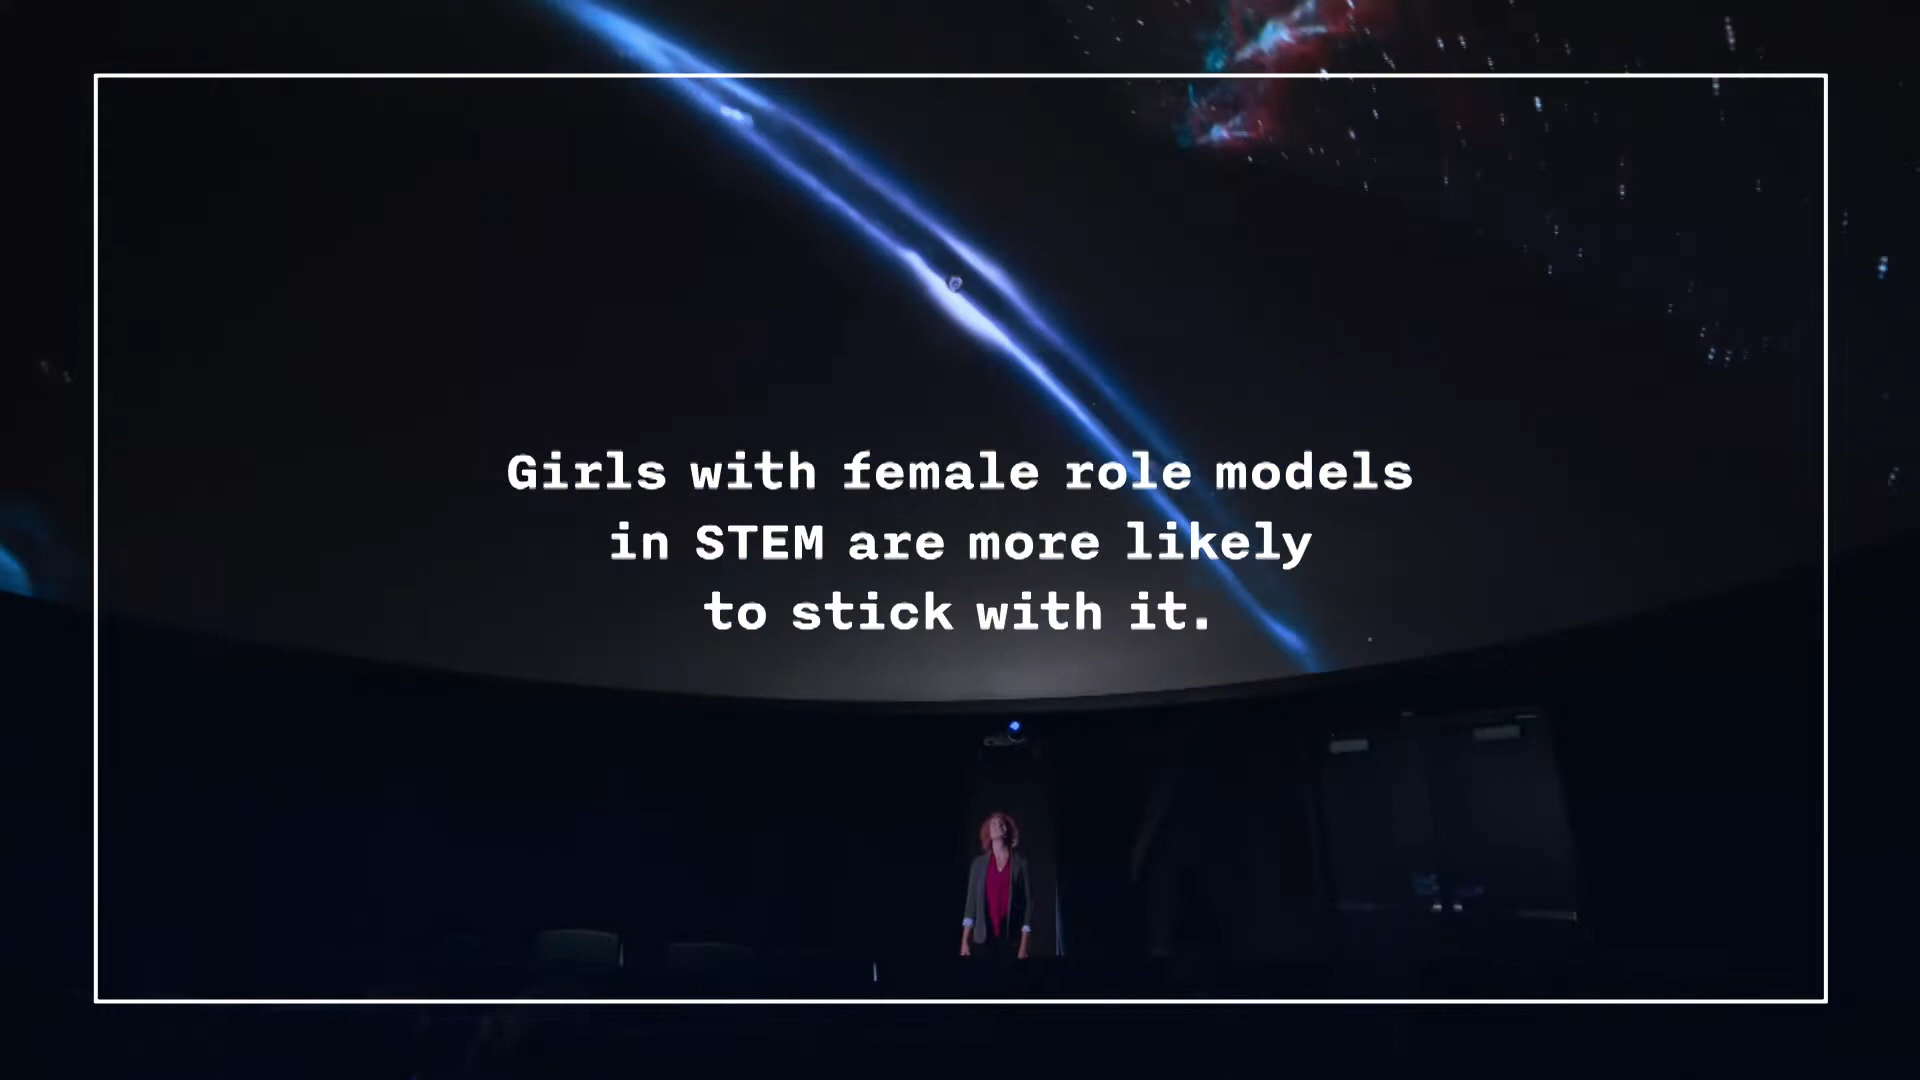 Girls with female role models
in STEM are more likely
to stick with it.